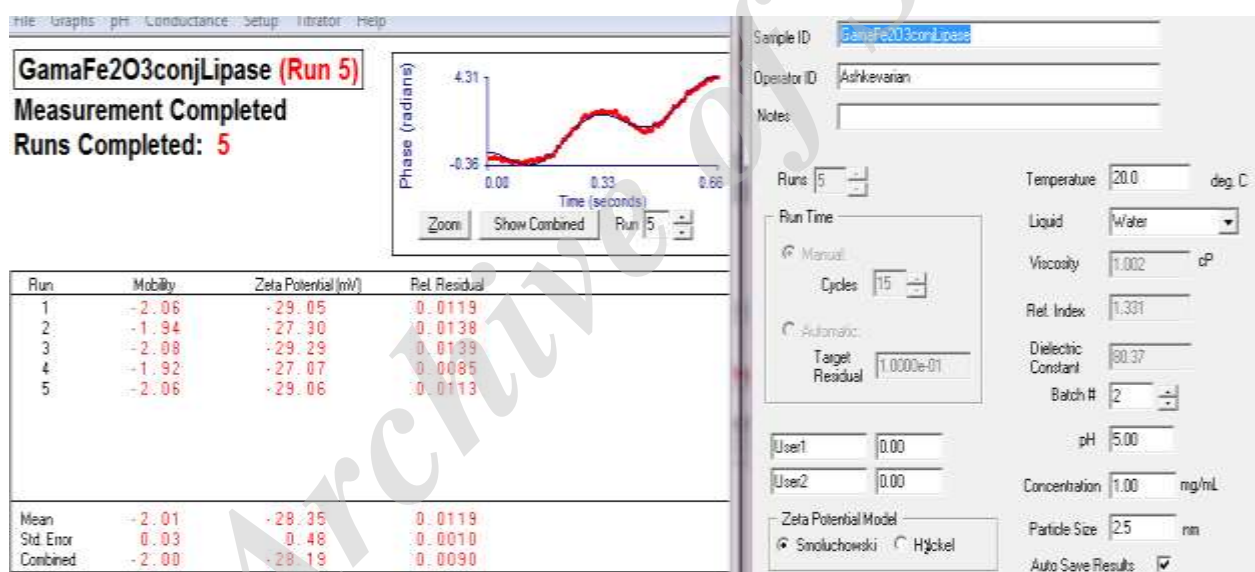 File Graphs pH Conductance Setup Titrator Help
GamaFe2O3conjLipase (Run 5)
Measurement Completed
Runs Completed: 5
Phase (radians)
4.31
-0.36
0.00 0.33 0.66
Time (seconds)
Zoom Show Combined Run 5
Run Mobility Zeta Potential (mV) Rel. Residual
1 -2.06 -29.05 0.0119
2 -1.94 -27.30 0.0138
3 -2.08 -29.29 0.0139
4 -1.92 -27.07 0.0085
5 -2.06 -29.06 0.0113
Mean -2.01 -28.35 0.0119
Std. Error 0.03 0.48 0.0010
Combined -2.00 -28.19 0.0090
Sample ID GamaFe2O3conjLipase
Operator ID Ashkevarian
Notes
Runs 5
Run Time
Manual
Cycles 15
Automatic
Target
Residual 1.0000e-01
User1 0.00
User2 0.00
Zeta Potential Model
Smoluchowski Hückel
Temperature 20.0 deg. C
Liquid Water
Viscosity 1.002 cP
Ref. Index 1.331
Dielectric
Constant 80.37
Batch # 2
pH 5.00
Concentration 1.00 mg/mL
Particle Size 2.5 nm
Auto Save Results
Archive of